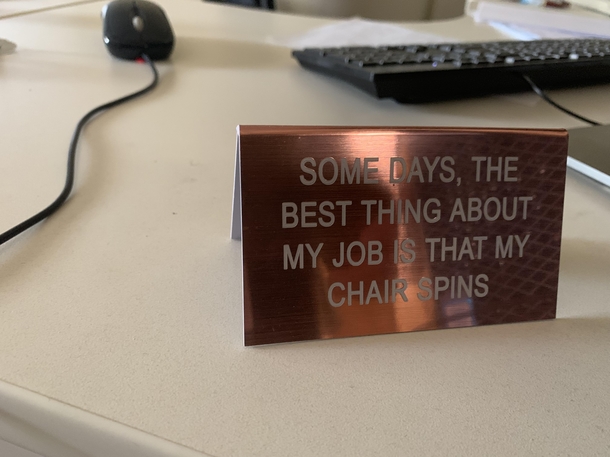 SOME DAYS, THE
BEST THING ABOUT
MY JOB IS THAT MY
CHAIR SPINS